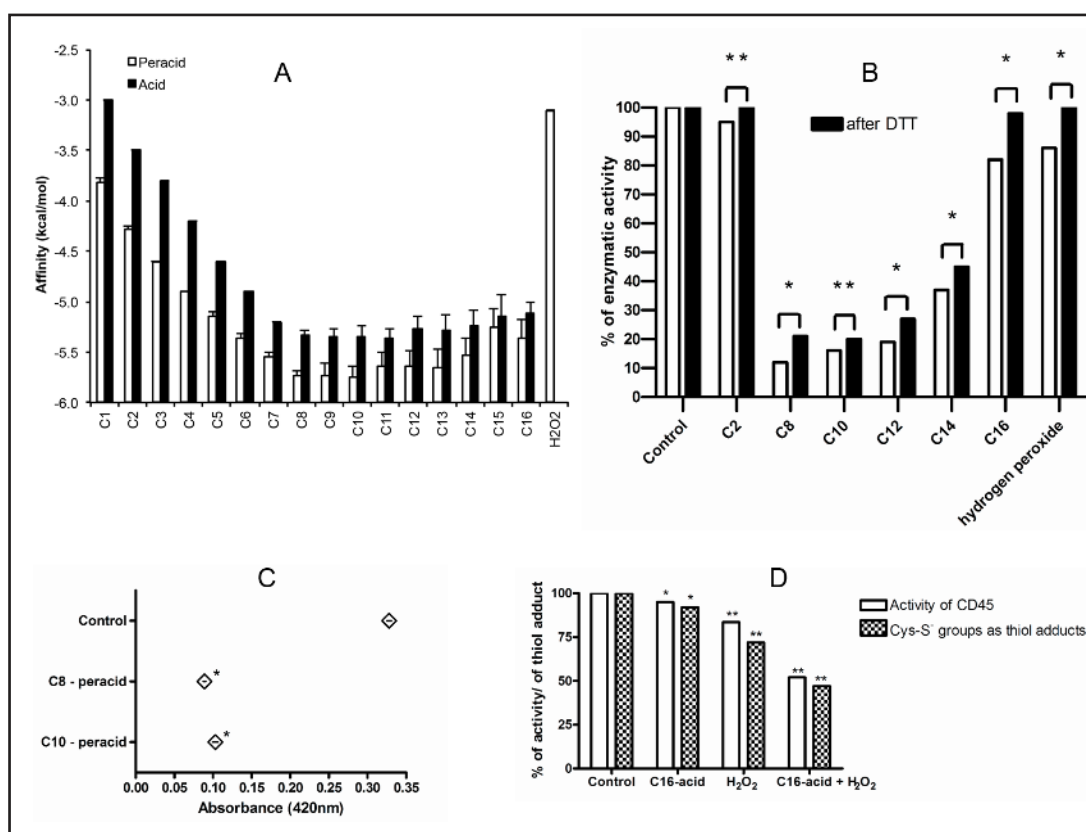 A
Peracid
Acid
Affinity (kcal/mol)
-2.5
-3.0
-3.5
-4.0
-4.5
-5.0
-5.5
-6.0
C1
C2
C3
C4
C5
C6
C7
C8
C9
C10
C11
C12
C13
C14
C15
C16
H2O2
B
after DTT
% of enzymatic activity
100
90
80
70
60
50
40
30
20
10
0
* *
*
* *
*
*
*
*
Control
C2
C8
C10
C12
C14
C16
hydrogen peroxide
C
Control
C8 - peracid
*
C10 - peracid
*
0.00 0.05 0.10 0.15 0.20 0.25 0.30 0.35
Absorbance (420nm)
D
% of activity/ of thiol adduct
100
75
50
25
0
* *
** **
** **
Activity of CD45
Cys-S⁻ groups as thiol adducts
Control C16-acid H₂O₂ C16-acid + H₂O₂